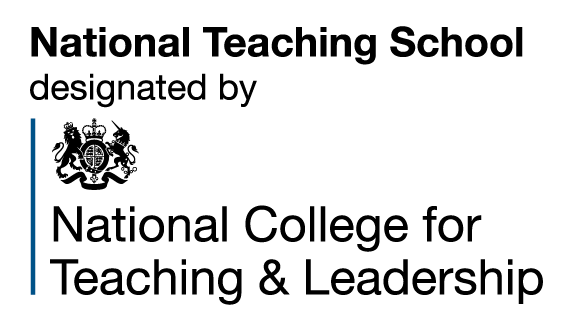 National Teaching School
designated by
National College for
Teaching & Leadership